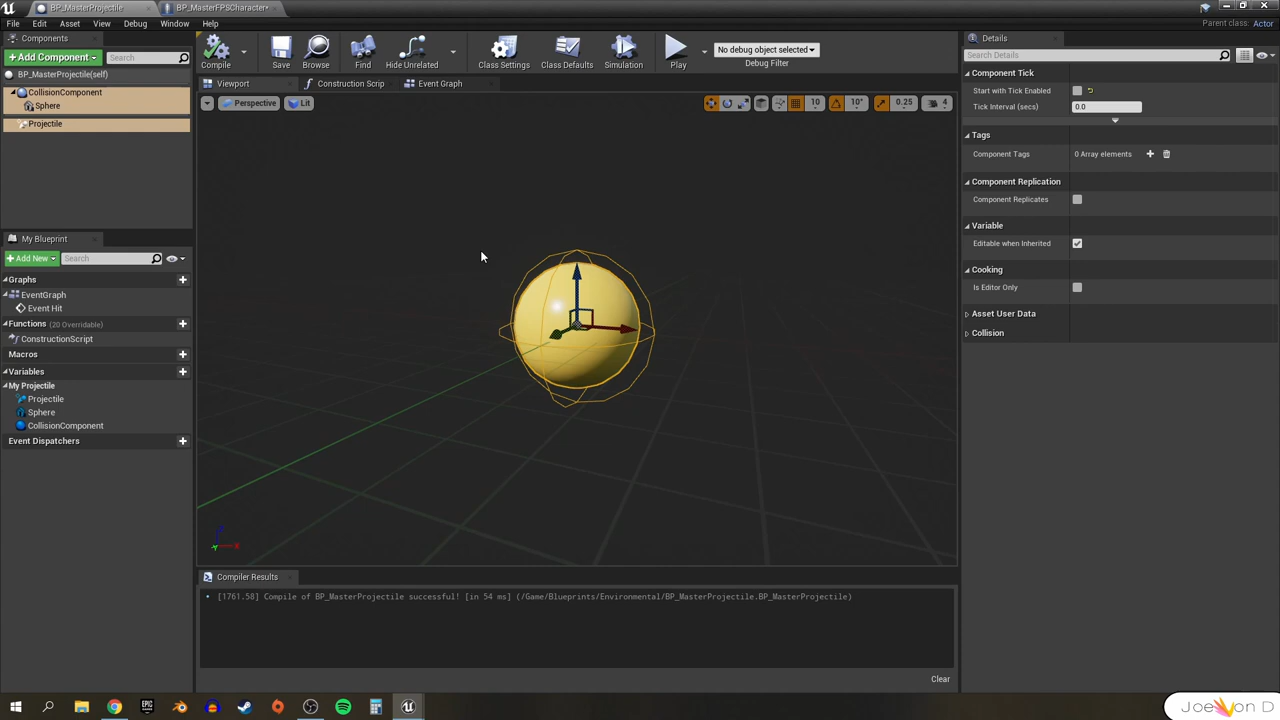 BP_MasterProjectile
BP_MasterFPSCharacter*
File Edit Asset View Debug Window Help
Parent class: Actor
Components
+Add Component
Search
BP_MasterProjectile(self)
CollisionComponent
Sphere
Projectile
Compile
Save
Browse
Find
Hide Unrelated
Class Settings
Class Defaults
Simulation
Play
No debug object selected
Debug Filter
Viewport
Construction Scrip
Event Graph
Perspective
Lit
10
10°
0.25
4
My Blueprint
+Add New
Search
Graphs
EventGraph
Event Hit
Functions (20 Overridable)
ConstructionScript
Macros
Variables
My Projectile
Projectile
Sphere
CollisionComponent
Event Dispatchers
Compiler Results
[1761.58] Compile of BP_MasterProjectile successful! [in 54 ms] (/Game/Blueprints/Environmental/BP_MasterProjectile.BP_MasterProjectile)
Clear
Details
Search Details
Component Tick
Start with Tick Enabled
Tick Interval (secs)
0.0
Tags
Component Tags
0 Array elements
Component Replication
Component Replicates
Variable
Editable when Inherited
Cooking
Is Editor Only
Asset User Data
Collision
EPIC